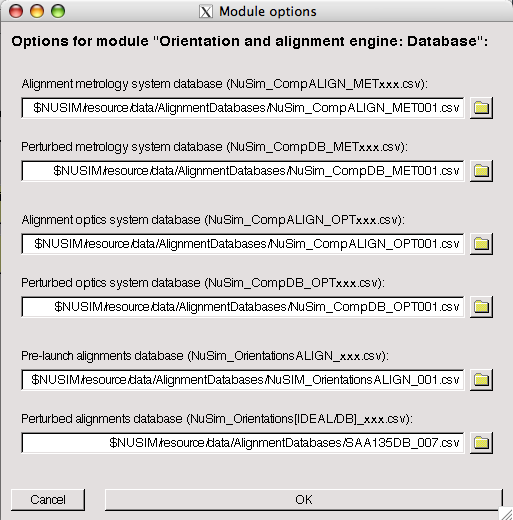 Module options
Options for module "Orientation and alignment engine: Database":
Alignment metrology system database (NuSim_CompALIGN_METxxx.csv):
$NUSIM/resource/data/AlignmentDatabases/NuSim_CompALIGN_MET001.csv
Perturbed metrology system database (NuSim_CompDB_METxxx.csv):
$NUSIM/resource/data/AlignmentDatabases/NuSim_CompDB_MET001.csv
Alignment optics system database (NuSim_CompALIGN_OPTxxx.csv):
$NUSIM/resource/data/AlignmentDatabases/NuSim_CompALIGN_OPT001.csv
Perturbed optics system database (NuSim_CompDB_OPTxxx.csv):
$NUSIM/resource/data/AlignmentDatabases/NuSim_CompDB_OPT001.csv
Pre-launch alignments database (NuSim_OrientationsALIGN_xxx.csv):
$NUSIM/resource/data/AlignmentDatabases/NuSIM_OrientationsALIGN_001.csv
Perturbed alignments database (NuSim_Orientations[IDEAL/DB]_xxx.csv):
$NUSIM/resource/data/AlignmentDatabases/SAA135DB_007.csv
Cancel OK